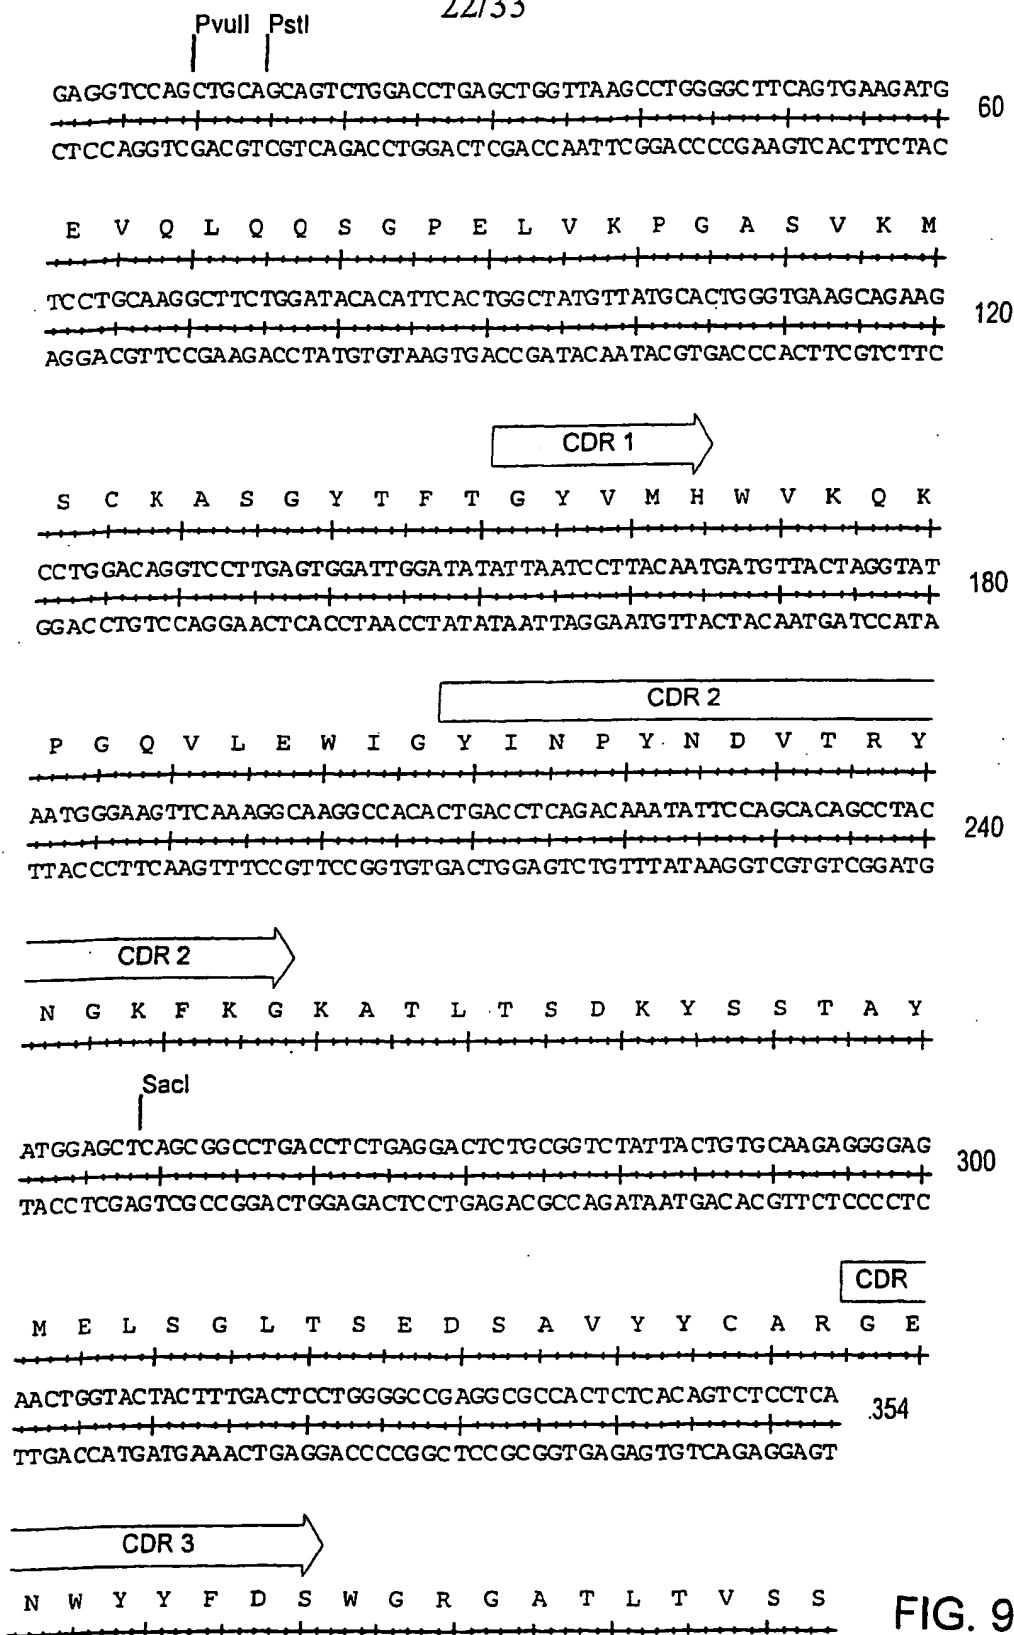 22/33
PvuII PstI
GAGGTCCAGCTGCAGCAGTCTGGACCTGAGCTGGTTAAGCCTGGGGCTTCAGTGAAGATG
60
CTCCAGGTCGACGTCGTCAGACCTGGACTCGACCAATTCGGACCCCGAAGTCACTTCTAC
E V Q L Q Q S G P E L V K P G A S V K M
TCCTGCAAGGCTTCTGGATACACATTCACTGGCTATGTTATGCACTGGGTGAAGCAGAAG
120
AGGACGTTCCGAAGACCTATGTGTAAGTGACCGATACAATACGTGACCCACTTCGTCTTC
CDR 1
S C K A S G Y T F T G Y V M H W V K Q K
CCTGGACAGGTCCTTGAGTGGATTGGATATATTAATCCTTACAATGATGTTACTAGGTAT
180
GGACCTGTCCAGGAACTCACCTAACCTATATAATTAGGAATGTTACTACAATGATCCATA
CDR 2
P G Q V L E W I G Y I N P Y N D V T R Y
AATGGGAAGTTCAAAGGCAAGGCCACACTGACCTCAGACAAATATTCCAGCACAGCCTAC
240
TTACCCTTCAAGTTTCCGTTCCGGTGTGACTGGAGTCTGTTTATAAGGTCGTGTCGGATG
CDR 2
N G K F K G K A T L T S D K Y S S T A Y
SacI
ATGGAGCTCAGCGGCCTGACCTCTGAGGACTCTGCGGTCTATTACTGTGCAAGAGGGGAG
300
TACCTCGAGTCGCCGGACTGGAGACTCCTGAGACGCCAGATAATGACACGTTCTCCCCTC
CDR
M E L S G L T S E D S A V Y Y C A R G E
AACTGGTACTACTTTGACTCCTGGGGCCGAGGCGCCACTCTCACAGTCTCCTCA
354
TTGACCATGATGAAACTGAGGACCCCGGCTCCGCGGTGAGAGTGTCAGAGGAGT
CDR 3
N W Y Y F D S W G R G A T L T V S S
FIG. 9